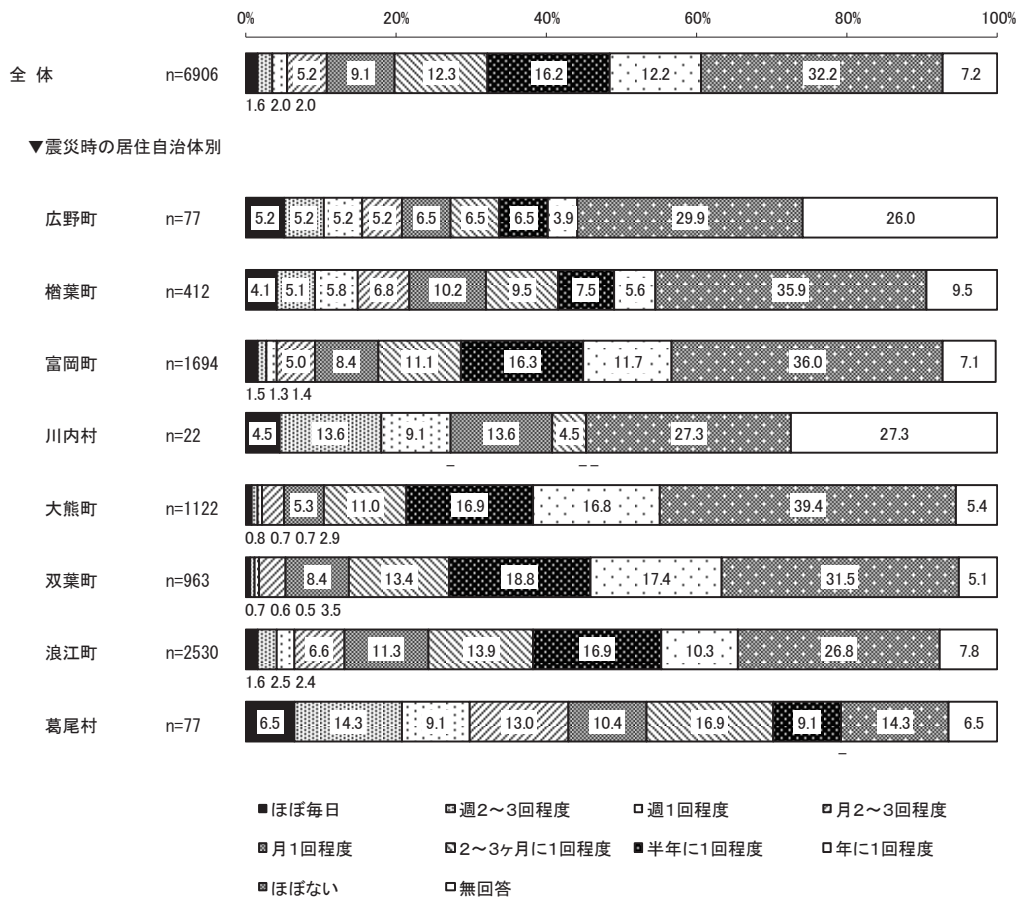 0% 20% 40% 60% 80% 100%
全 体 n=6906 5.2 9.1 12.3 16.2 12.2 32.2 7.2
1.6 2.0 2.0
▼震災時の居住自治体別
広野町 n=77 5.2 5.2 5.2 5.2 6.5 6.5 6.5 3.9 29.9 26.0
楢葉町 n=412 4.1 5.1 5.8 6.8 10.2 9.5 7.5 5.6 35.9 9.5
富岡町 n=1694 5.0 8.4 11.1 16.3 11.7 36.0 7.1
1.5 1.3 1.4
川内村 n=22 4.5 13.6 9.1 13.6 4.5 27.3 27.3
– – –
大熊町 n=1122 5.3 11.0 16.9 16.8 39.4 5.4
0.8 0.7 0.7 2.9
双葉町 n=963 8.4 13.4 18.8 17.4 31.5 5.1
0.7 0.6 0.5 3.5
浪江町 n=2530 6.6 11.3 13.9 16.9 10.3 26.8 7.8
1.6 2.5 2.4
葛尾村 n=77 6.5 14.3 9.1 13.0 10.4 16.9 9.1 14.3 6.5
–
ほぼ毎日 週2～3回程度 週1回程度 月2～3回程度
月1回程度 2～3ヶ月に1回程度 半年に1回程度 年に1回程度
ほぼない 無回答